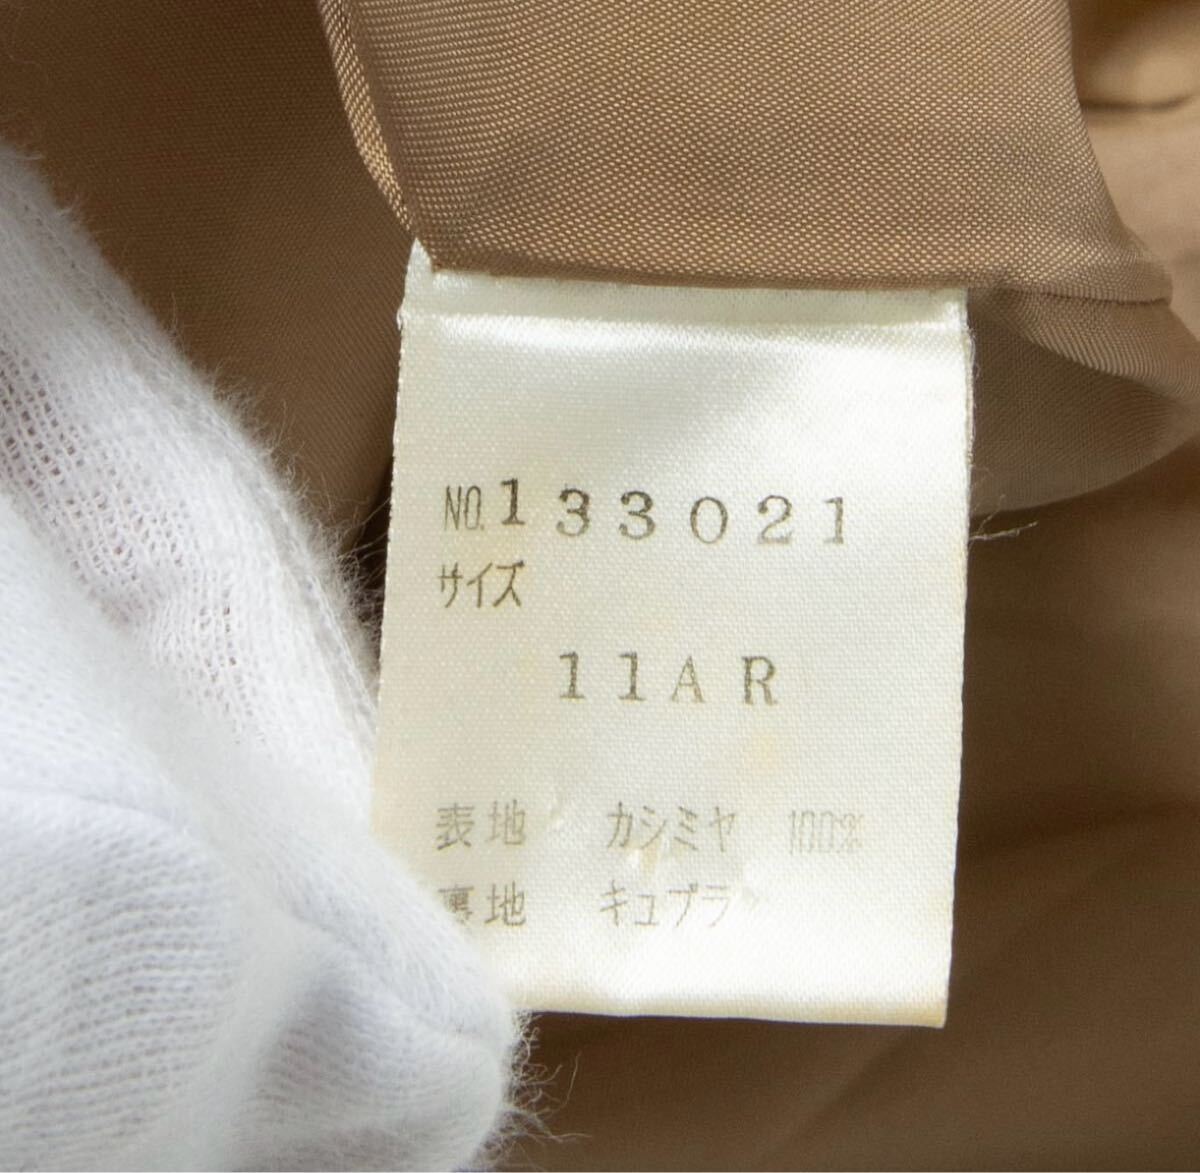 NO.133021
サイズ
11AR
表地 カシミヤ 100%
裏地 キュプラ